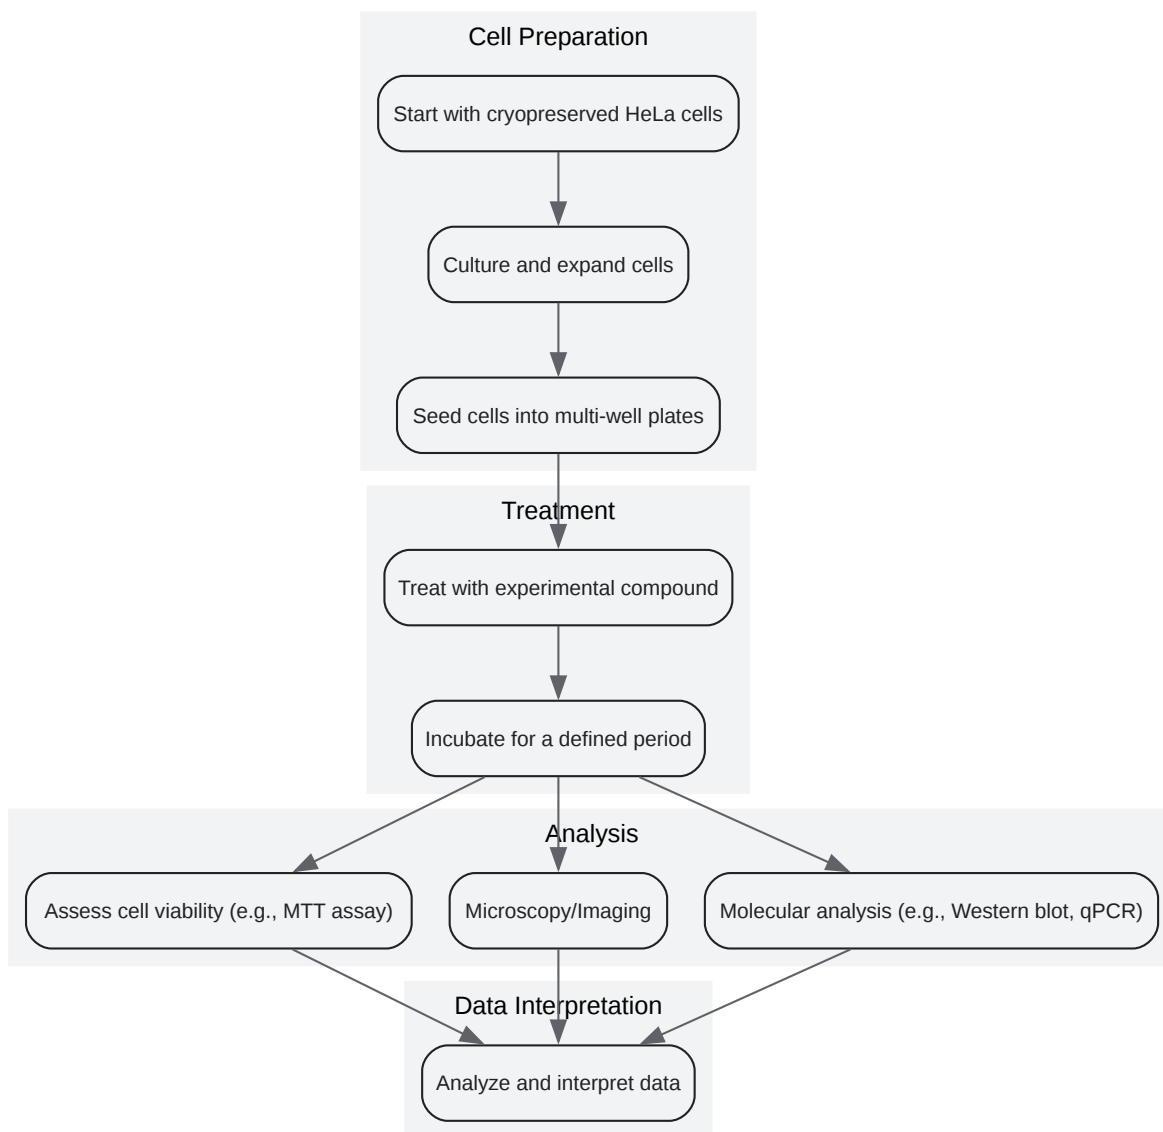 Cell Preparation
Start with cryopreserved HeLa cells
Culture and expand cells
Seed cells into multi-well plates
Treatment
Treat with experimental compound
Incubate for a defined period
Analysis
Assess cell viability (e.g., MTT assay)
Microscopy/Imaging
Molecular analysis (e.g., Western blot, qPCR)
Data Interpretation
Analyze and interpret data